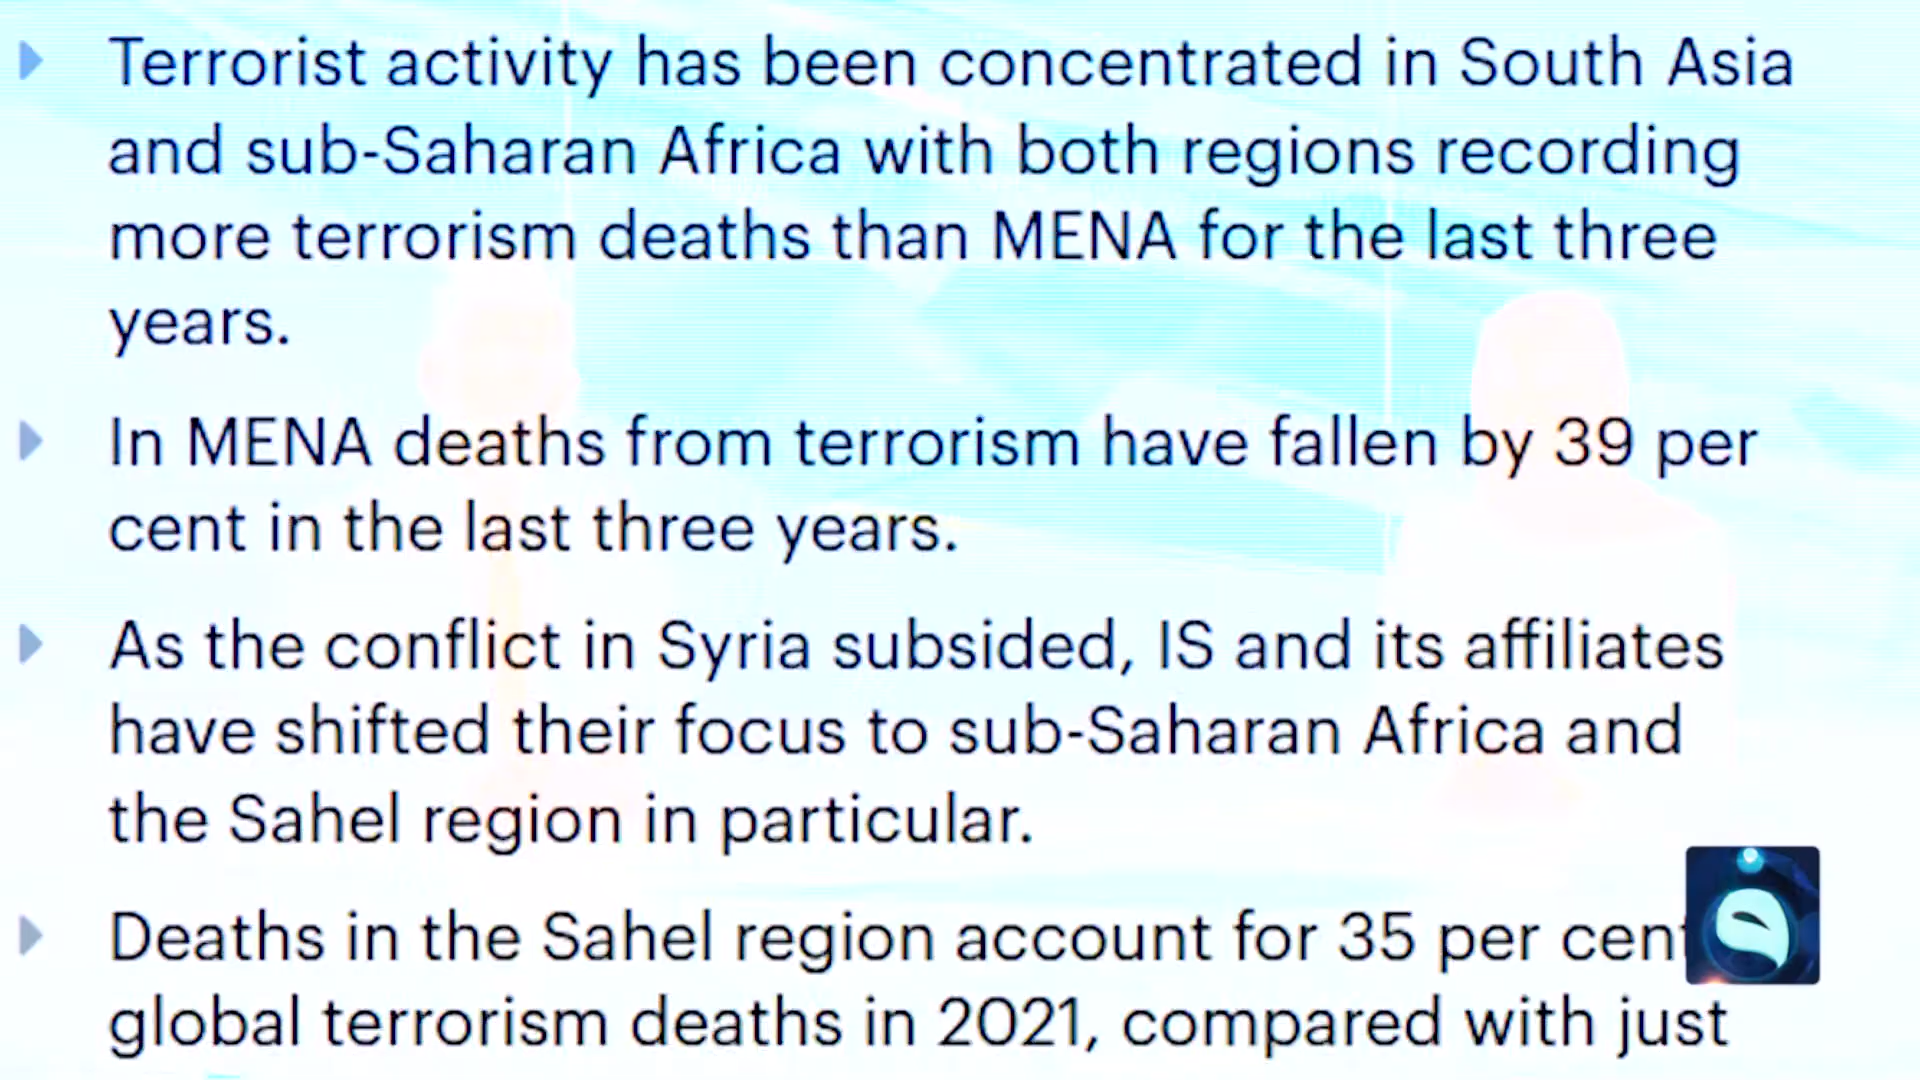 Terrorist activity has been concentrated in South Asia
and sub-Saharan Africa with both regions recording
more terrorism deaths than MENA for the last three
years.
In MENA deaths from terrorism have fallen by 39 per
cent in the last three years.
As the conflict in Syria subsided, IS and its affiliates
have shifted their focus to sub-Saharan Africa and
the Sahel region in particular.
Deaths in the Sahel region account for 35 per cent
global terrorism deaths in 2021, compared with just